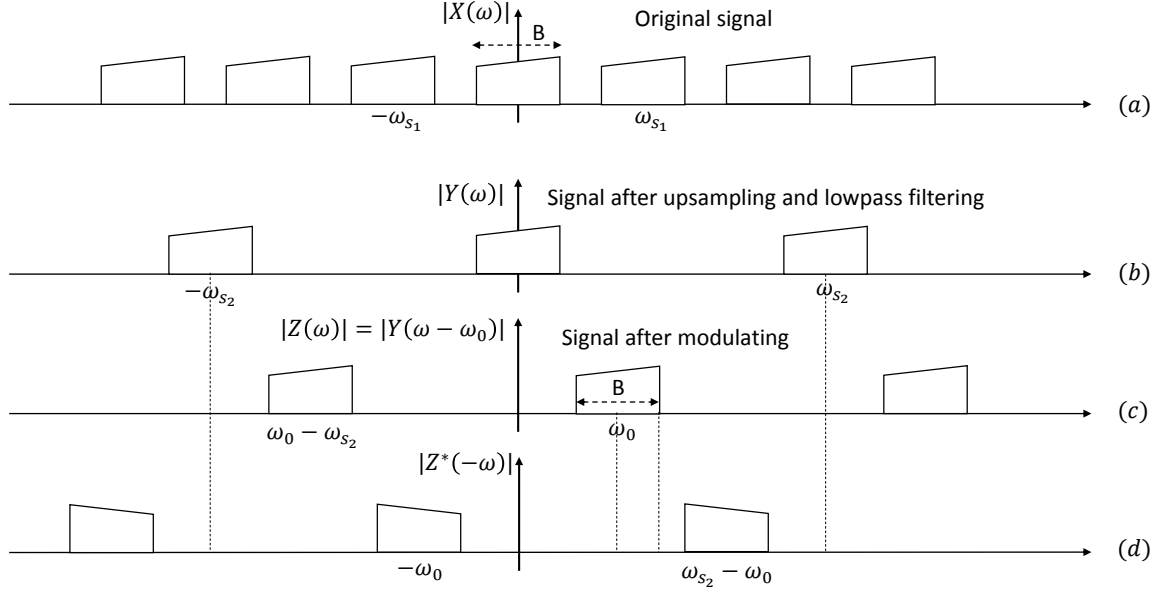 |X(ω)| Original signal
B
−ω_{s_1} ω_{s_1} (a)
|Y(ω)| Signal after upsampling and lowpass filtering
−ω_{s_2} ω_{s_2} (b)
|Z(ω)| = |Y(ω − ω_0)| Signal after modulating
B
ω_0 − ω_{s_2} ω_0 (c)
|Z^*(−ω)|
−ω_0 ω_{s_2} − ω_0 (d)